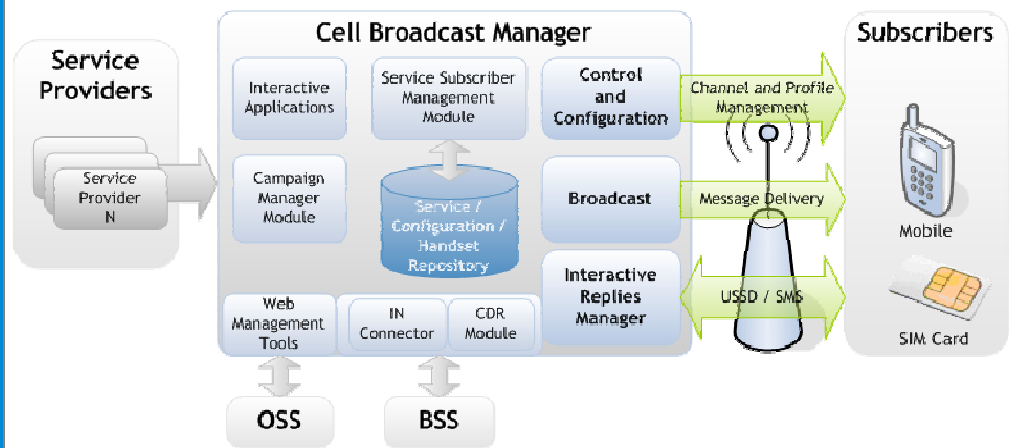 Cell Broadcast Manager
Subscribers
Service
Providers
Interactive
Applications
Service Subscriber
Management
Module
Control
and
Configuration
Channel and Profile
Management
Service
Provider
N
Campaign
Manager
Module
Service /
Configuration /
Handset
Repository
Broadcast
Message Delivery
Mobile
Interactive
Replies
Manager
USSD / SMS
SIM Card
Web
Management
Tools
IN
Connector
CDR
Module
OSS
BSS